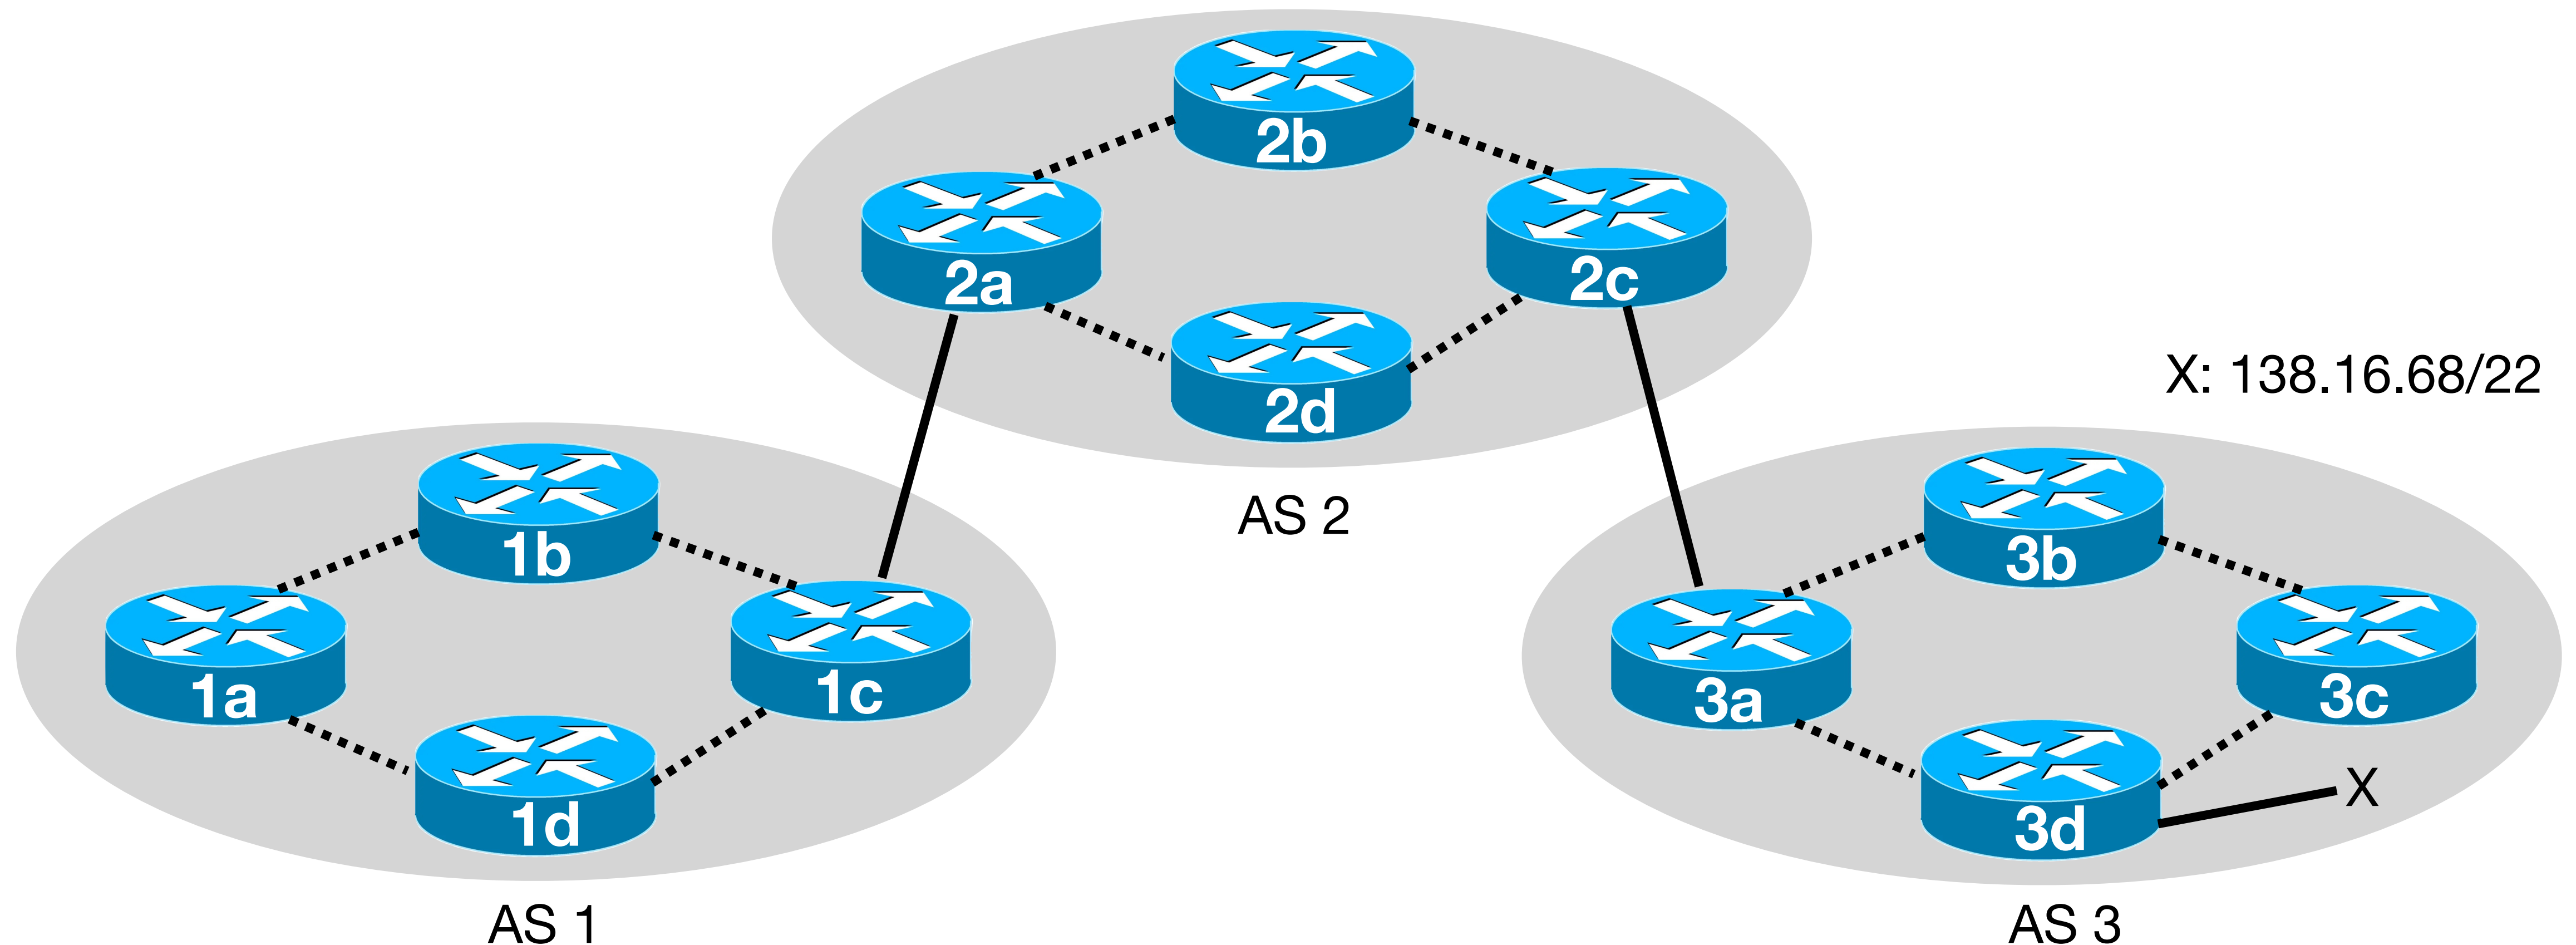 2b
2a
2c
2d
X: 138.16.68/22
AS 2
1b
1a
1c
1d
AS 1
3b
3a
3c
X
3d
AS 3